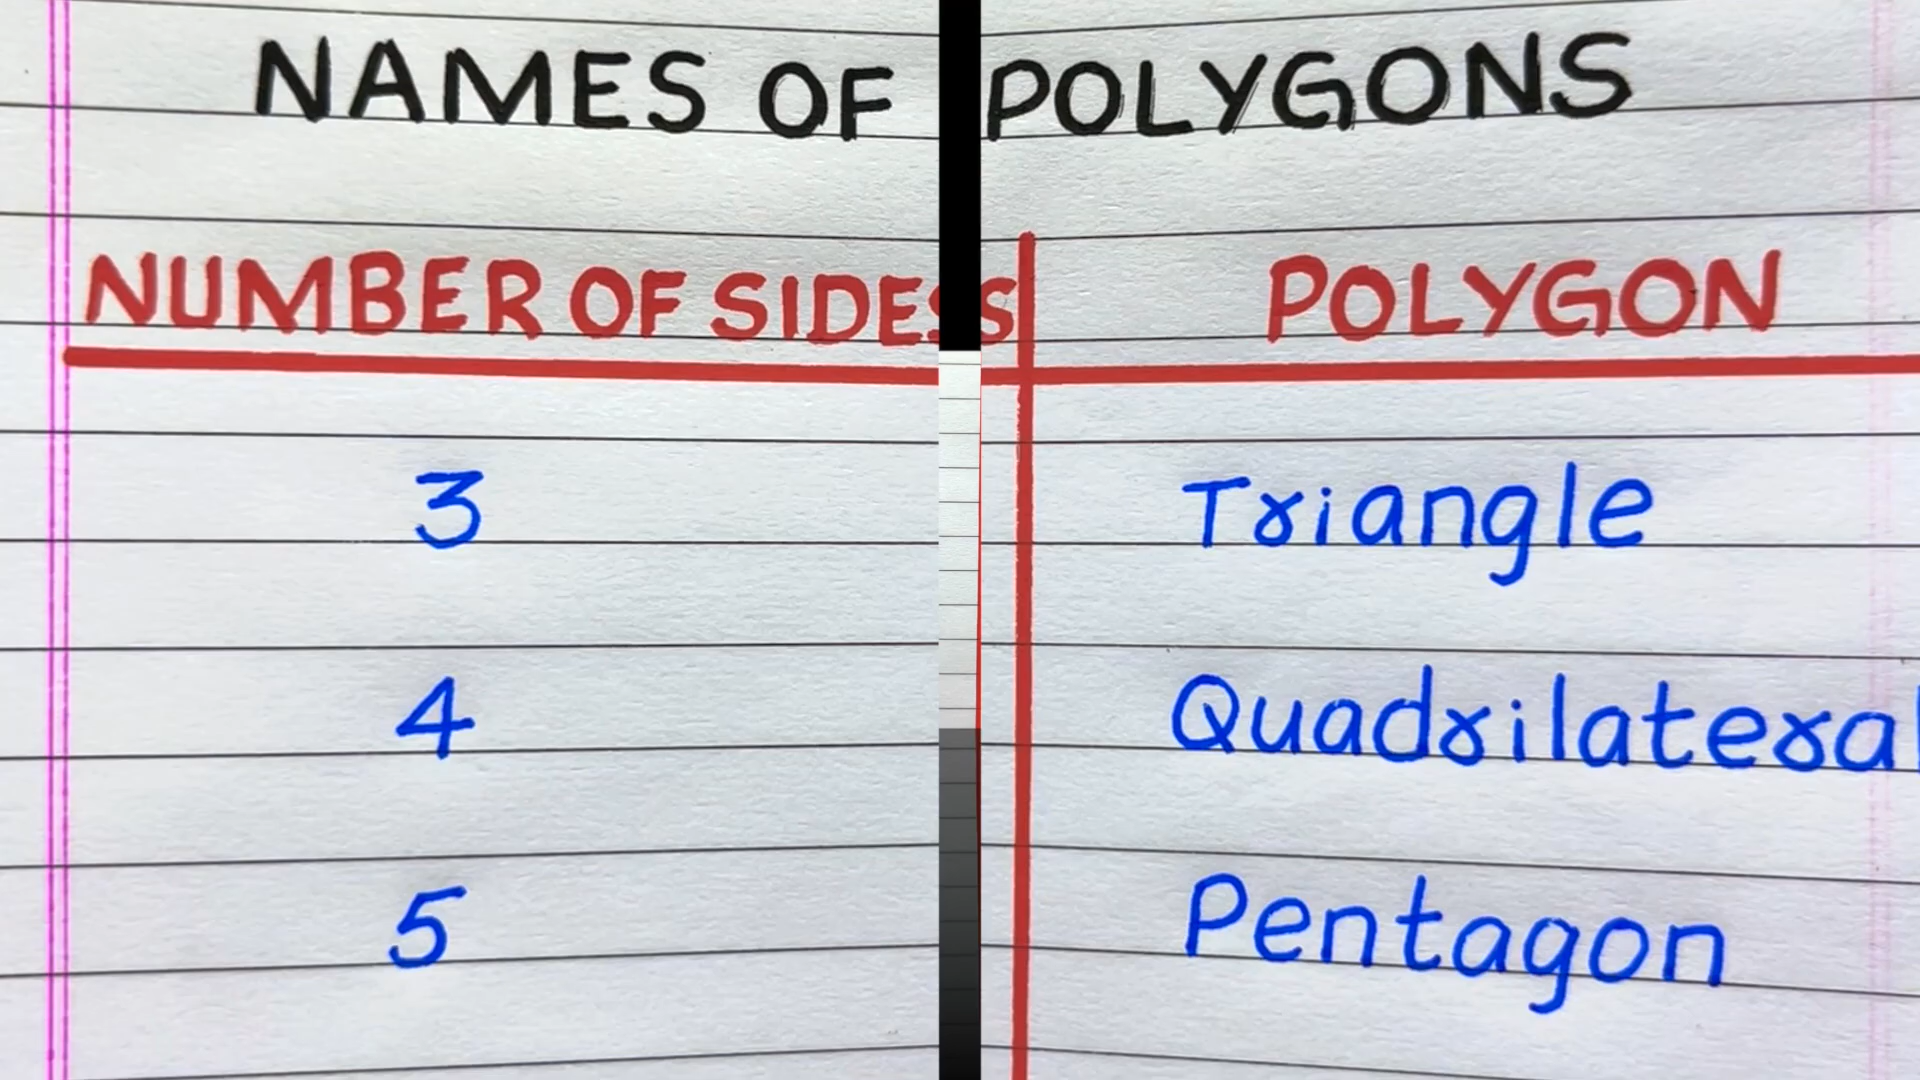 NAMES OF POLYGONS
NUMBER OF SIDES POLYGON
3 Triangle
4 Quadrilateral
5 Pentagon